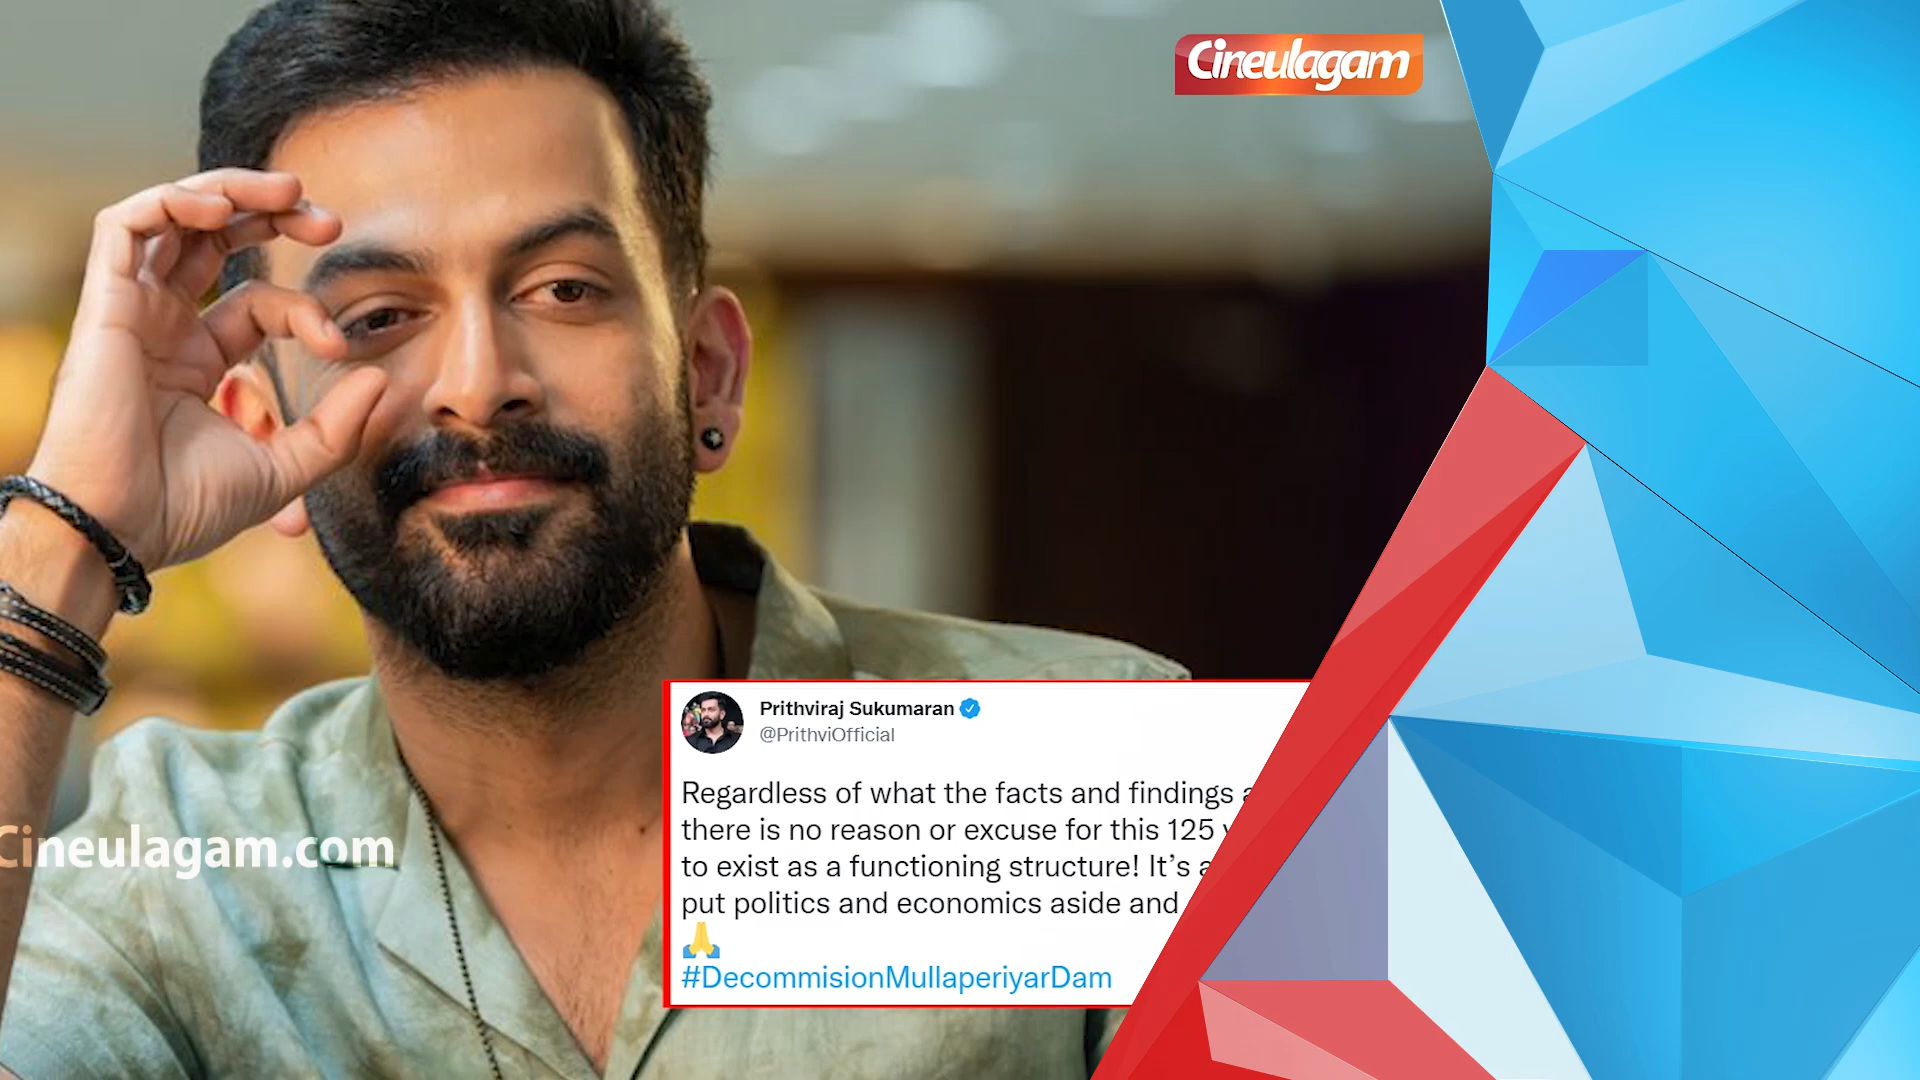 Cineulagam
Prithviraj Sukumaran
@PrithviOfficial
Regardless of what the facts and findings
there is no reason or excuse for this 125
to exist as a functioning structure! It’s
put politics and economics aside and
🙏
#DecommisionMullaperiyarDam
Cineulagam.com